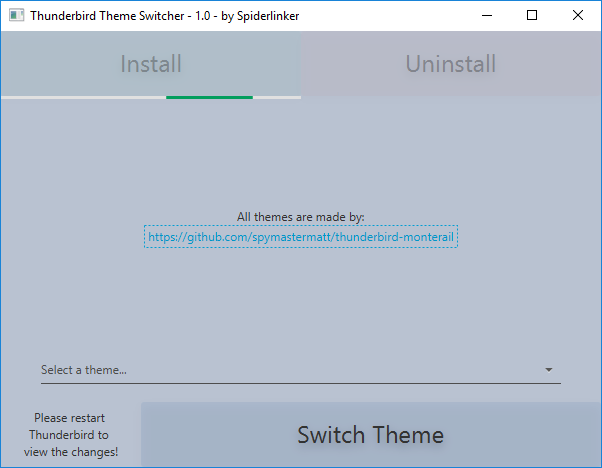 Thunderbird Theme Switcher - 1.0 - by Spiderlinker
Install
Uninstall
All themes are made by:
https://github.com/spymastermatt/thunderbird-monterail
Select a theme...
Please restart
Thunderbird to
view the changes!
Switch Theme